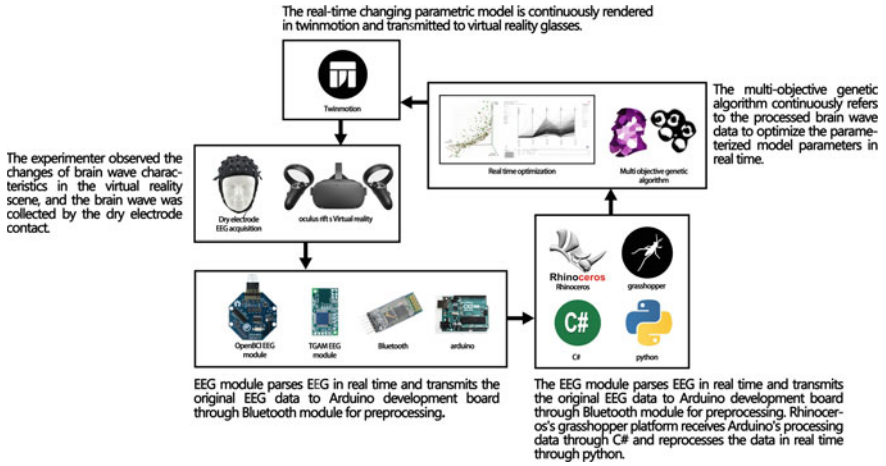 The real-time changing parametric model is continuously rendered
in twinmotion and transmitted to virtual reality glasses.
Twinmotion
The multi-objective genetic
algorithm continuously refers
to the processed brain wave
data to optimize the parame-
terized model parameters in
real time.
Real time optimization
Multi objective genetic
algorithm
The experimenter observed the
changes of brain wave charac-
teristics in the virtual reality
scene, and the brain wave was
collected by the dry electrode
contact.
Dry electrode
EEG acquisition
oculus rift s Virtual reality
Rhinoceros
Rhinoceros
grasshopper
C#
C#
python
OpenBCI EEG
module
TGAM EEG
module
Bluetooth
arduino
EEG module parses EEG in real time and transmits the
original EEG data to Arduino development board
through Bluetooth module for preprocessing.
The EEG module parses EEG in real time and transmits
the original EEG data to Arduino development board
through Bluetooth module for preprocessing. Rhinocer-
os's grasshopper platform receives Arduino's processing
data through C# and reprocesses the data in real time
through python.